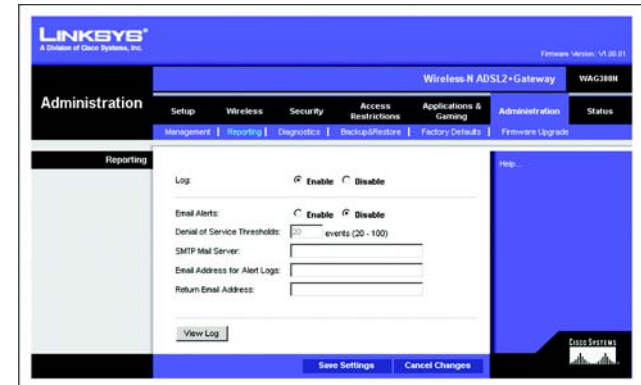 LINKSYS®
A Division of Cisco Systems, Inc.
Firmware Version: V1.00.01
Wireless-N ADSL2+Gateway WAG300N
Administration
Setup Wireless Security Access Restrictions Applications & Gaming Administration Status
Management | Reporting | Diagnostics | Backup&Restore | Factory Defaults | Firmware Upgrade
Reporting
Help...
Log: Enable Disable
Email Alerts: Enable Disable
Denial of Service Thresholds: 20 events (20 - 100)
SMTP Mail Server:
Email Address for Alert Logs:
Return Email Address:
View Log
Save Settings Cancel Changes
CISCO SYSTEMS